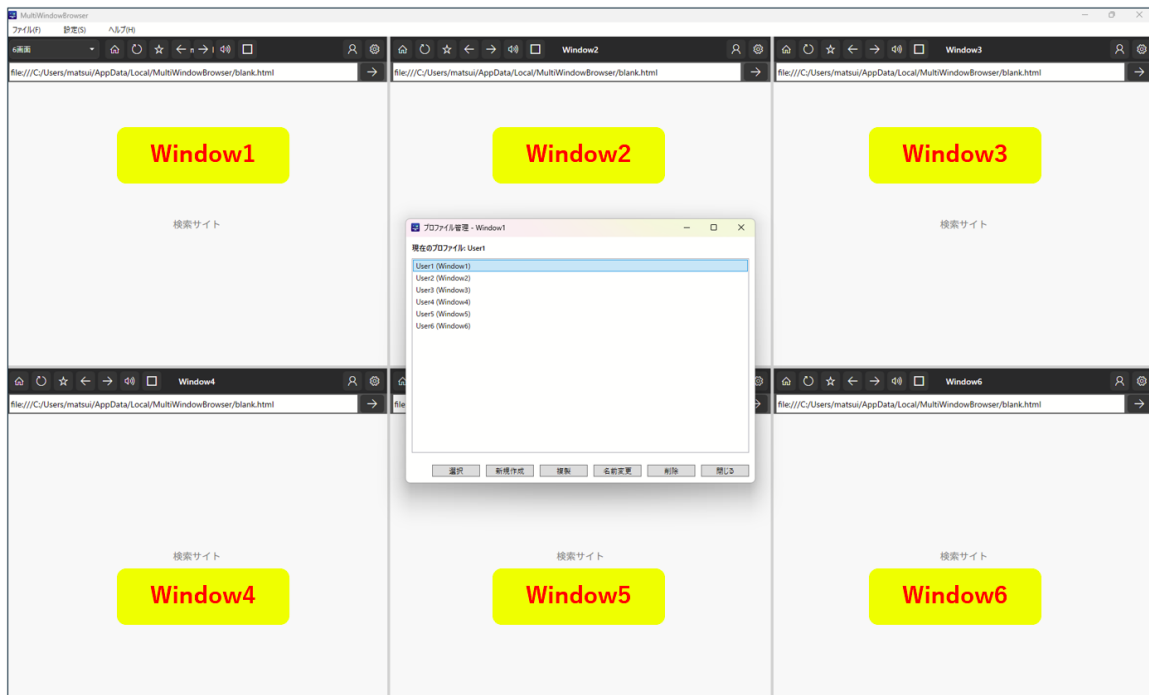 MultiWindowBrowser
ファイル(F) 設定(S) ヘルプ(H)
6画面
Window2
Window3
file:///C:/Users/matsui/AppData/Local/MultiWindowBrowser/blank.html
file:///C:/Users/matsui/AppData/Local/MultiWindowBrowser/blank.html
file:///C:/Users/matsui/AppData/Local/MultiWindowBrowser/blank.html
Window1
Window2
Window3
検索サイト
検索サイト
プロファイル管理 - Window1
現在のプロファイル: User1
User1 (Window1)
User2 (Window2)
User3 (Window3)
User4 (Window4)
User5 (Window5)
User6 (Window6)
選択 新規作成 複製 名前変更 削除 閉じる
Window4
Window6
file:///C:/Users/matsui/AppData/Local/MultiWindowBrowser/blank.html
file
file:///C:/Users/matsui/AppData/Local/MultiWindowBrowser/blank.html
検索サイト
検索サイト
検索サイト
Window4
Window5
Window6